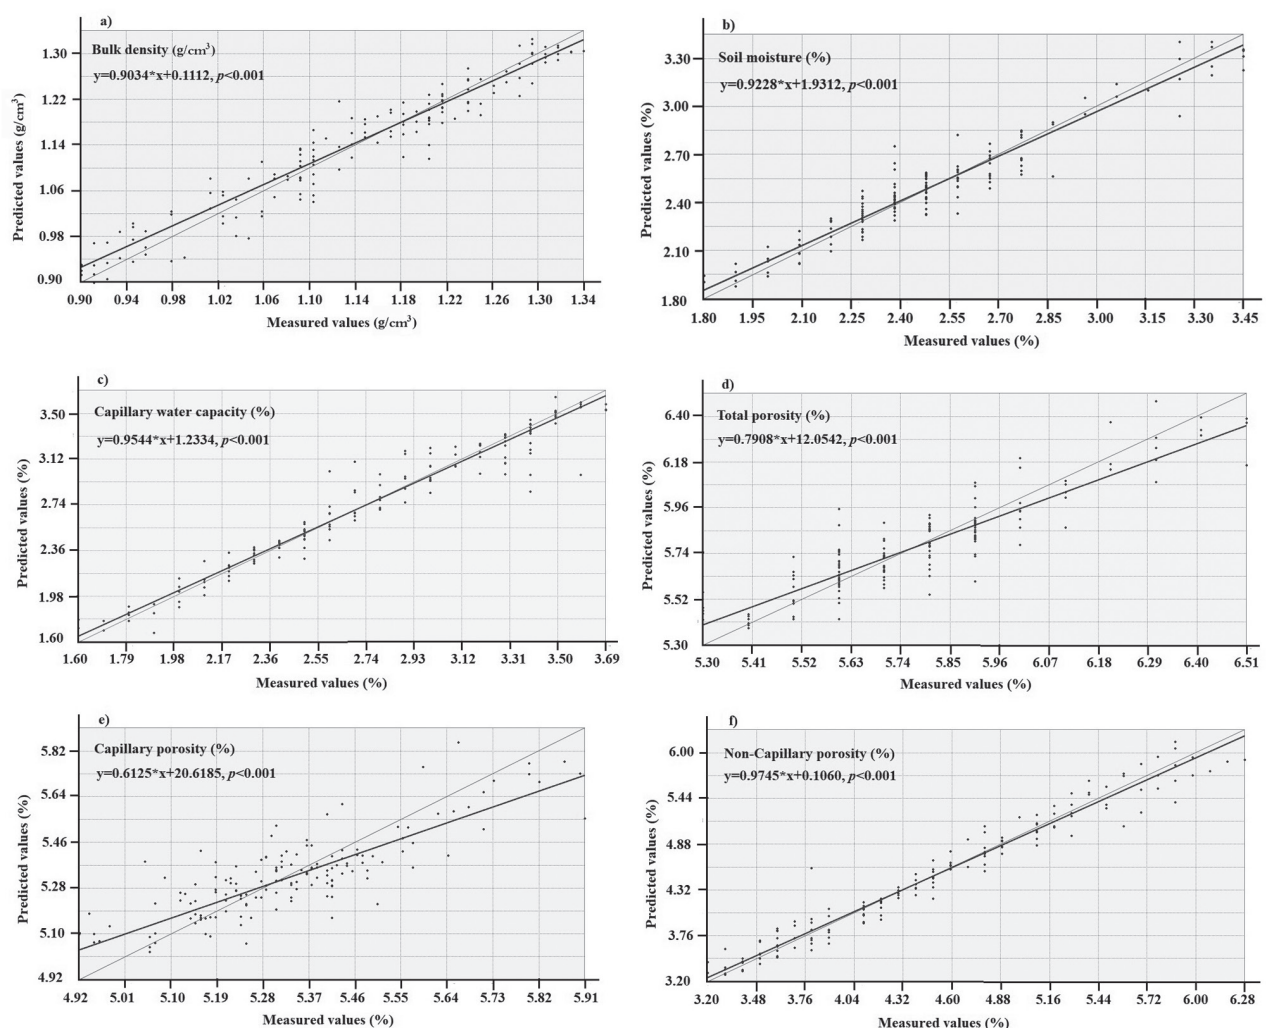 a)
Bulk density (g/cm³)
y=0.9034*x+0.1112, p<0.001
Predicted values (g/cm³)
1.30
1.22
1.14
1.06
0.98
0.90
0.90 0.94 0.98 1.02 1.06 1.10 1.14 1.18 1.22 1.26 1.30 1.34
Measured values (g/cm³)
b)
Soil moisture (%)
y=0.9228*x+1.9312, p<0.001
Predicted values (%)
3.30
3.00
2.70
2.40
2.10
1.80
1.80 1.95 2.10 2.25 2.40 2.55 2.70 2.85 3.00 3.15 3.30 3.45
Measured values (%)
c)
Capillary water capacity (%)
y=0.9544*x+1.2334, p<0.001
Predicted values (%)
3.50
3.12
2.74
2.36
1.98
1.60
1.60 1.79 1.98 2.17 2.36 2.55 2.74 2.93 3.12 3.31 3.50 3.69
Measured values (%)
d)
Total porosity (%)
y=0.7908*x+12.0542, p<0.001
Predicted values (%)
6.40
6.18
5.96
5.74
5.52
5.30
5.30 5.41 5.52 5.63 5.74 5.85 5.96 6.07 6.18 6.29 6.40 6.51
Measured values (%)
e)
Capillary porosity (%)
y=0.6125*x+20.6185, p<0.001
Predicted values (%)
5.82
5.64
5.46
5.28
5.10
4.92
4.92 5.01 5.10 5.19 5.28 5.37 5.46 5.55 5.64 5.73 5.82 5.91
Measured values (%)
f)
Non-Capillary porosity (%)
y=0.9745*x+0.1060, p<0.001
Predicted values (%)
6.00
5.44
4.88
4.32
3.76
3.20
3.20 3.48 3.76 4.04 4.32 4.60 4.88 5.16 5.44 5.72 6.00 6.28
Measured values (%)